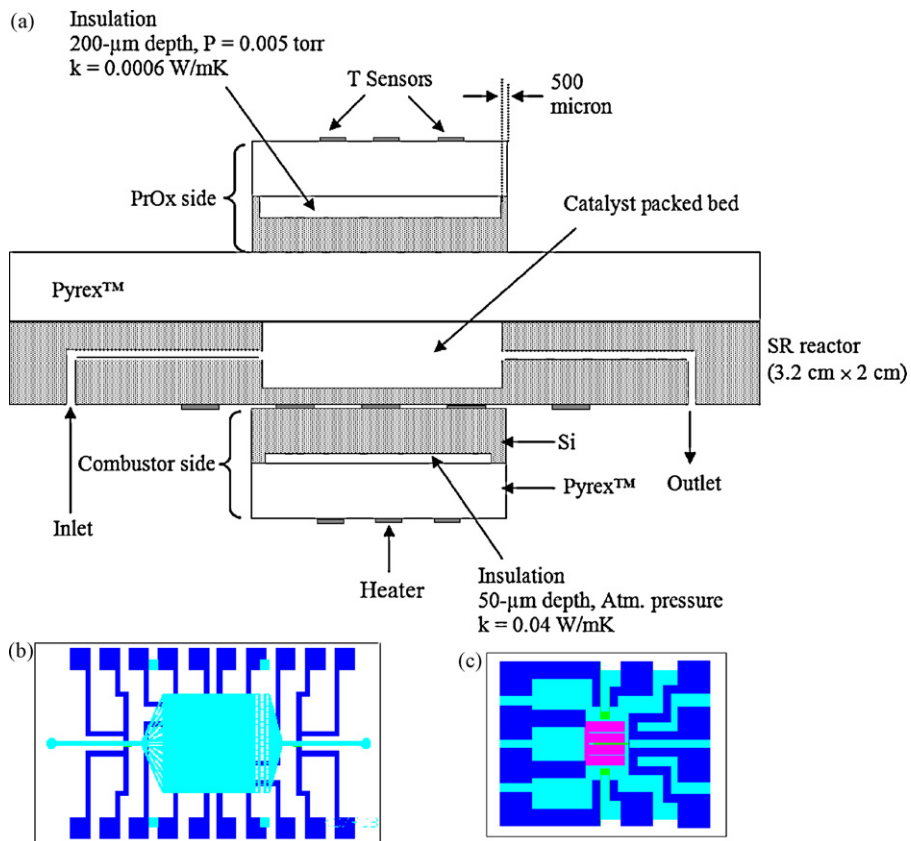 (a)
Insulation
200-µm depth, P = 0.005 torr
k = 0.0006 W/mK
T Sensors
500
micron
PrOx side
Catalyst packed bed
Pyrex™
SR reactor
(3.2 cm × 2 cm)
Combustor side
Si
Pyrex™
Outlet
Inlet
Heater
Insulation
50-µm depth, Atm. pressure
k = 0.04 W/mK
(b)
(c)